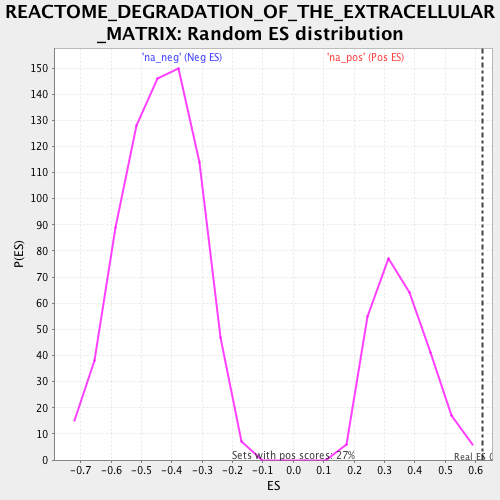 REACTOME_DEGRADATION_OF_THE_EXTRACELLULAR
_MATRIX: Random ES distribution
'na_neg' (Neg ES)
'na_pos' (Pos ES)
150
140
130
120
110
100
90
80
70
60
50
40
30
20
10
0
P(ES)
Sets with pos scores: 27%
Real ES 0
-0.7 -0.6 -0.5 -0.4 -0.3 -0.2 -0.1 0.0 0.1 0.2 0.3 0.4 0.5 0.6
ES